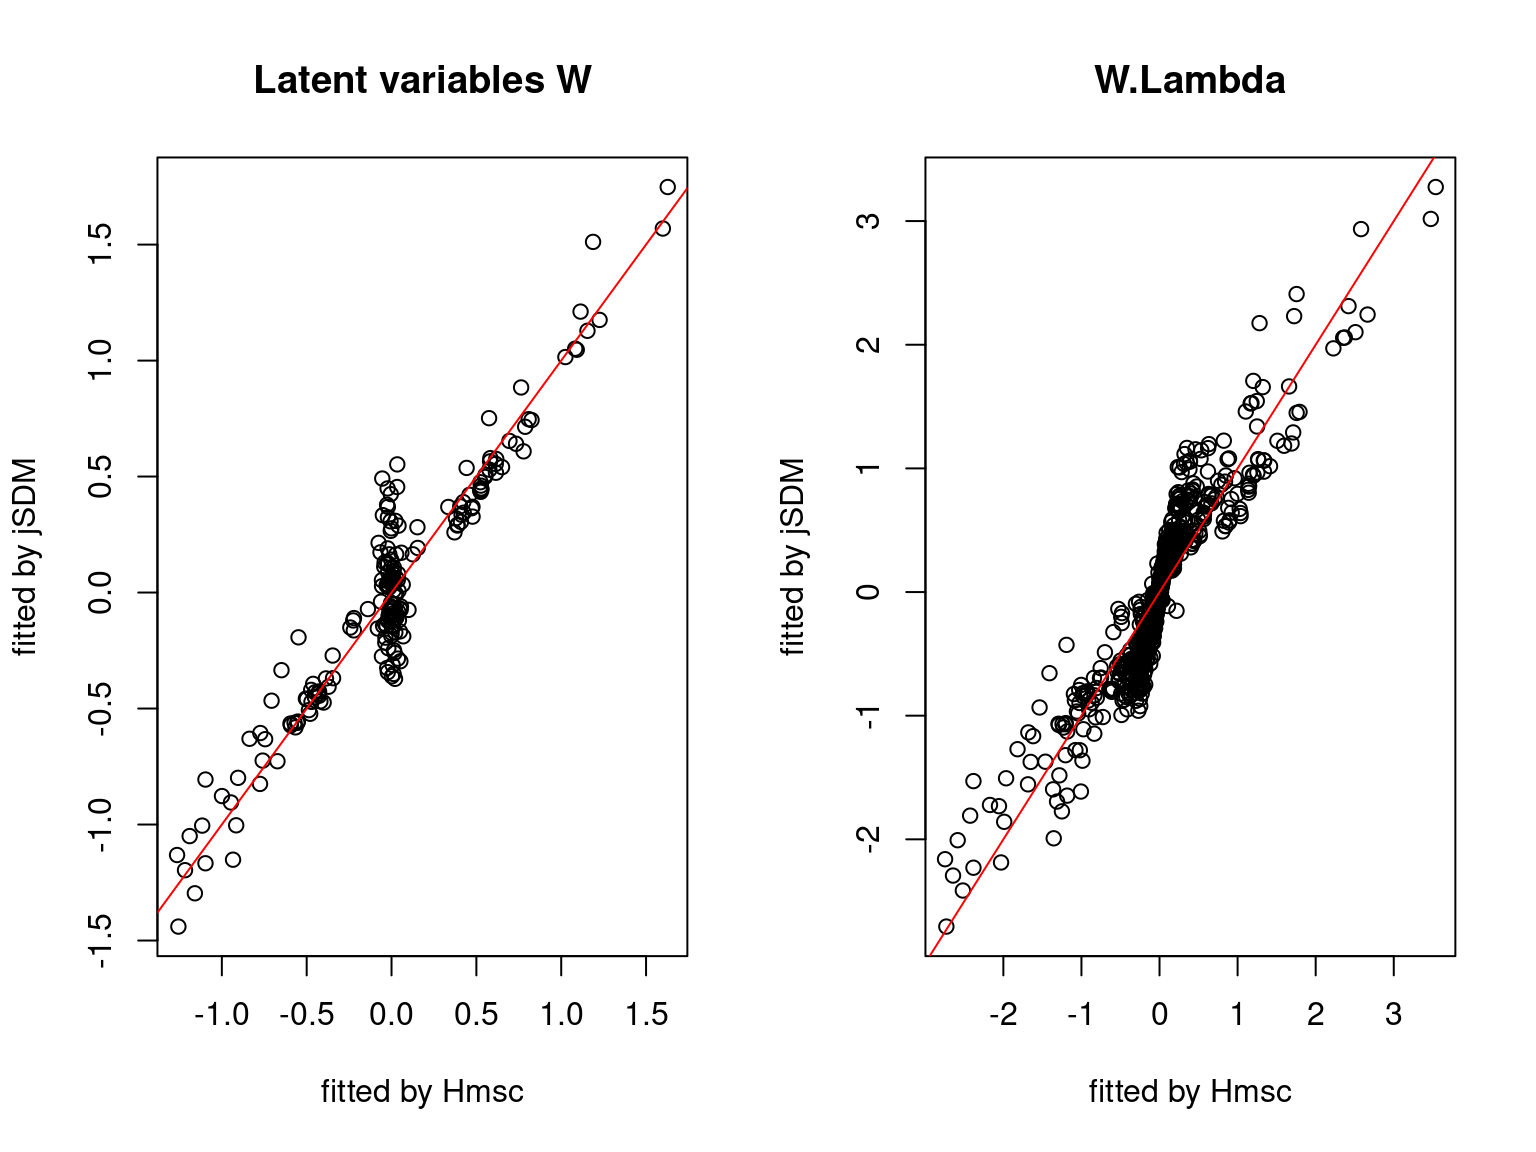 Latent variables W
fitted by jSDM
1.5
1.0
0.5
0.0
-0.5
-1.0
-1.5
-1.0 -0.5 0.0 0.5 1.0 1.5
fitted by Hmsc
W.Lambda
fitted by jSDM
3
2
1
0
-1
-2
-2 -1 0 1 2 3
fitted by Hmsc